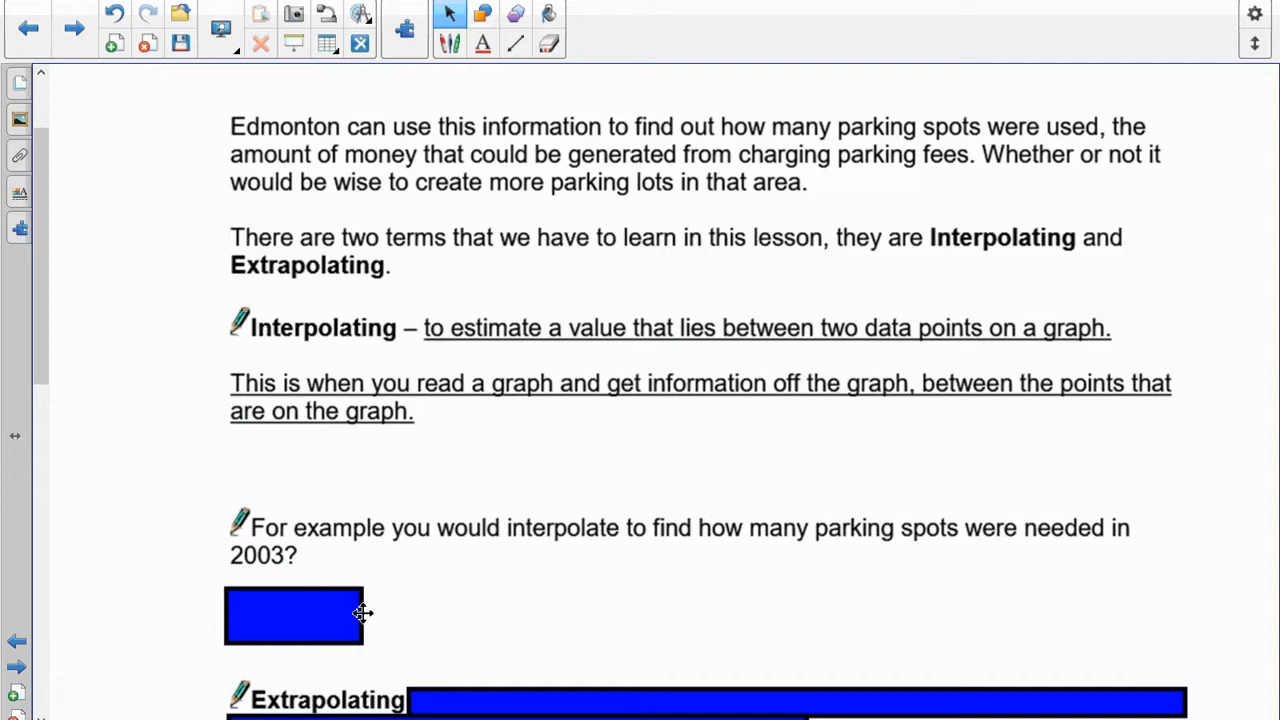 Edmonton can use this information to find out how many parking spots were used, the
amount of money that could be generated from charging parking fees. Whether or not it
would be wise to create more parking lots in that area.
There are two terms that we have to learn in this lesson, they are Interpolating and
Extrapolating.
Interpolating – to estimate a value that lies between two data points on a graph.
This is when you read a graph and get information off the graph, between the points that
are on the graph.
For example you would interpolate to find how many parking spots were needed in
2003?
Extrapolating